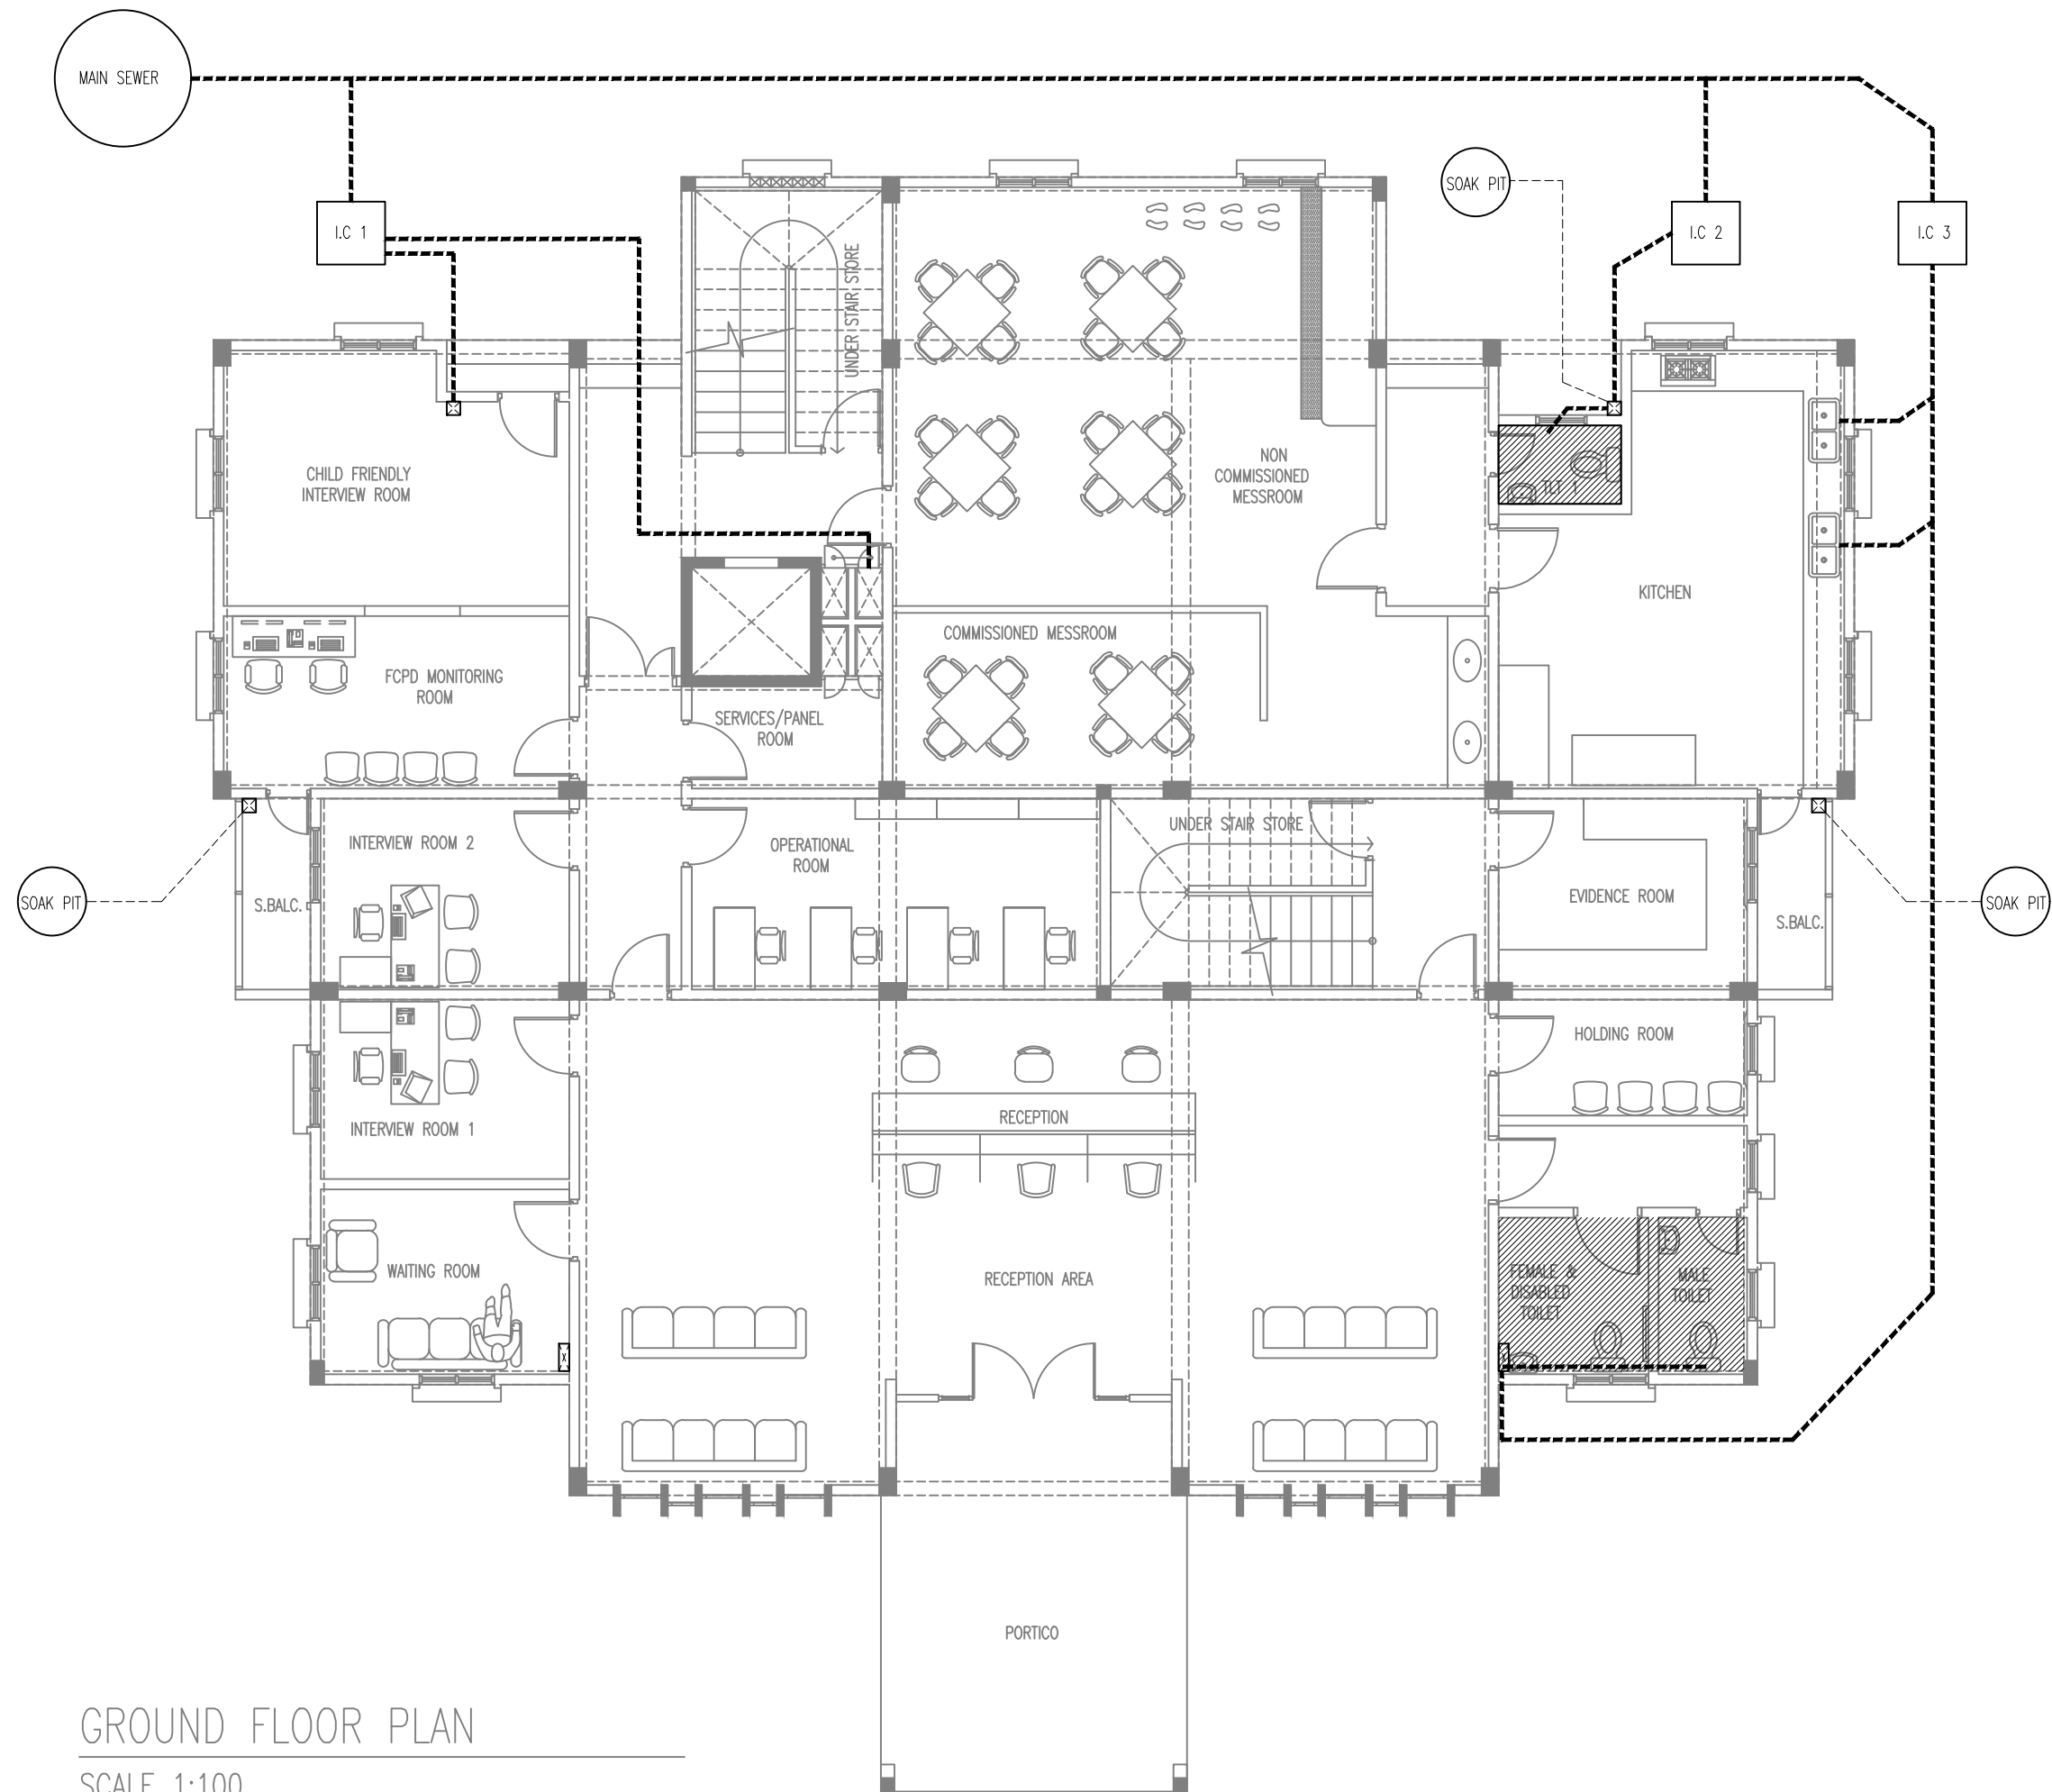 MAIN SEWER
SOAK PIT
I.C 1
I.C 2
I.C 3
UNDER STAIR STORE
CHILD FRIENDLY
INTERVIEW ROOM
NON
COMMISSIONED
MESSROOM
TLT 1
KITCHEN
COMMISSIONED MESSROOM
FCPD MONITORING
ROOM
SERVICES/PANEL
ROOM
INTERVIEW ROOM 2
OPERATIONAL
ROOM
UNDER STAIR STORE
EVIDENCE ROOM
SOAK PIT
S.BALC.
S.BALC.
SOAK PIT
HOLDING ROOM
RECEPTION
INTERVIEW ROOM 1
WAITING ROOM
RECEPTION AREA
FEMALE &
DISABLED
TOILET
MALE
TOILET
PORTICO
GROUND FLOOR PLAN
SCALE 1:100